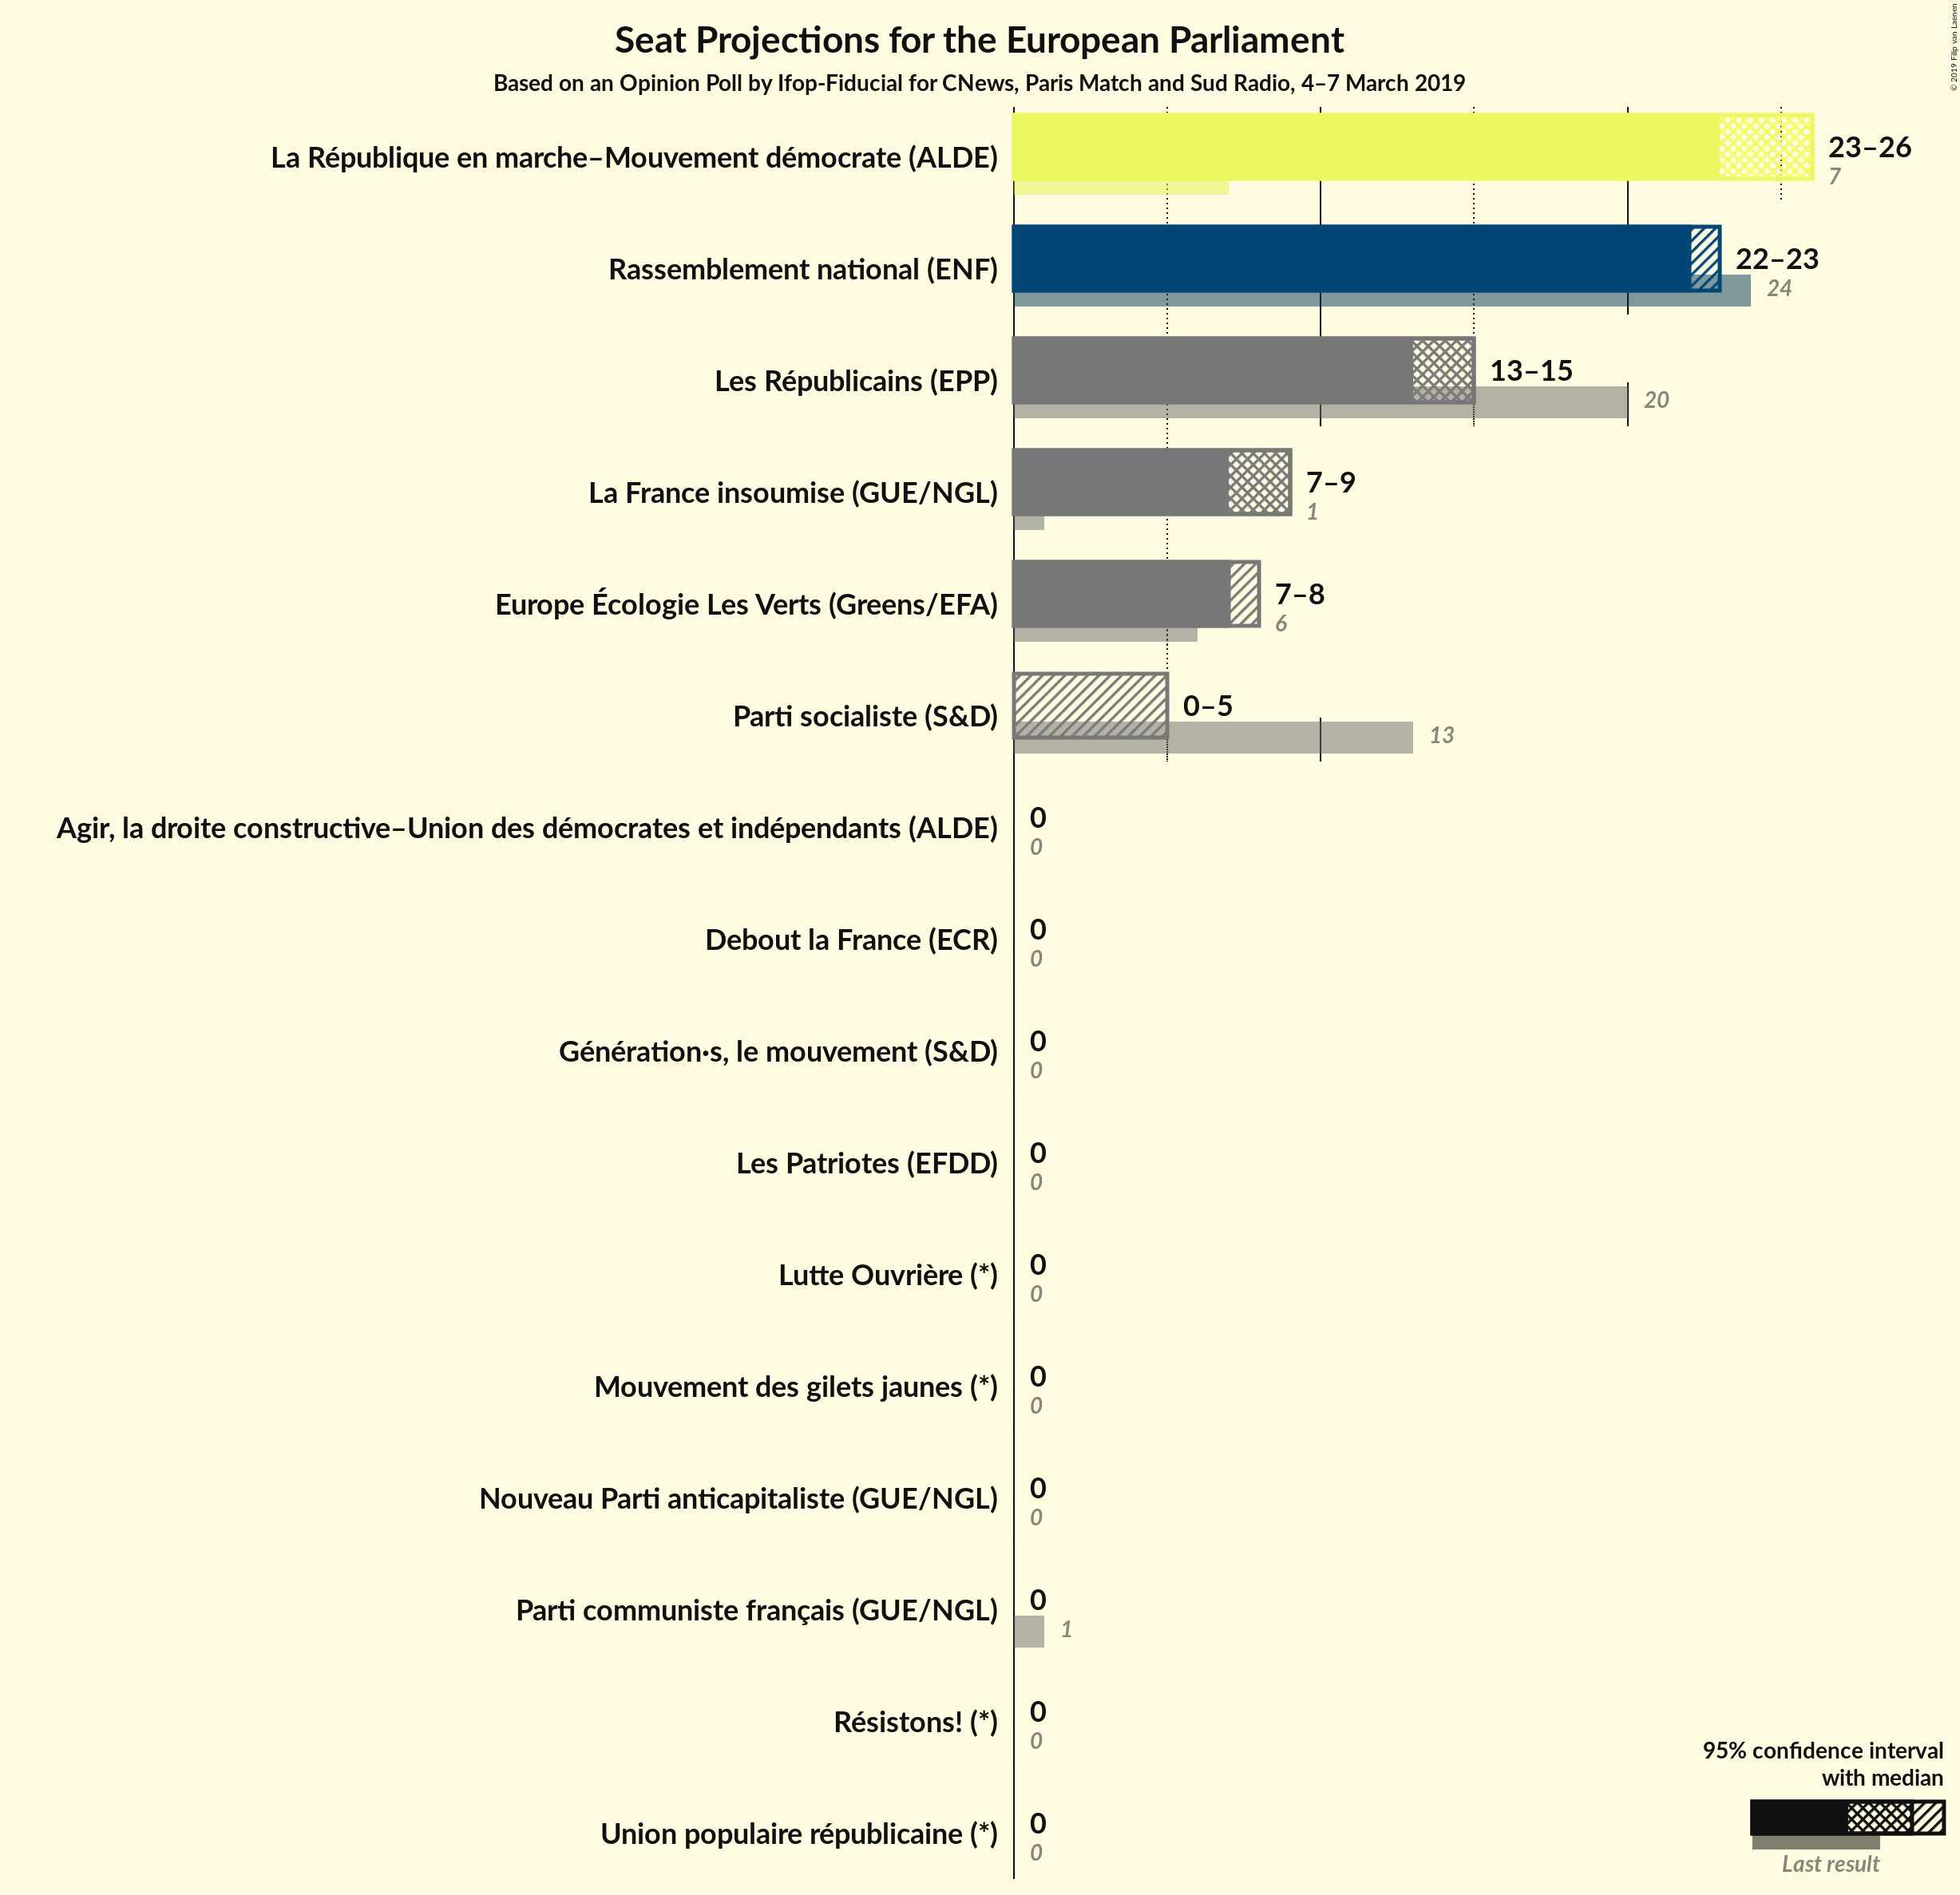 Seat Projections for the European Parliament
Based on an Opinion Poll by Ifop-Fiducial for CNews, Paris Match and Sud Radio, 4–7 March 2019
© 2019 Filip van Laenen
La République en marche–Mouvement démocrate (ALDE)
23–26
7
Rassemblement national (ENF)
22–23
24
Les Républicains (EPP)
13–15
20
La France insoumise (GUE/NGL)
7–9
1
Europe Écologie Les Verts (Greens/EFA)
7–8
6
Parti socialiste (S&D)
0–5
13
Agir, la droite constructive–Union des démocrates et indépendants (ALDE)
0
0
Debout la France (ECR)
0
0
Génération·s, le mouvement (S&D)
0
0
Les Patriotes (EFDD)
0
0
Lutte Ouvrière (*)
0
0
Mouvement des gilets jaunes (*)
0
0
Nouveau Parti anticapitaliste (GUE/NGL)
0
0
Parti communiste français (GUE/NGL)
0
1
Résistons! (*)
0
0
Union populaire républicaine (*)
0
0
95% confidence interval
with median
Last result